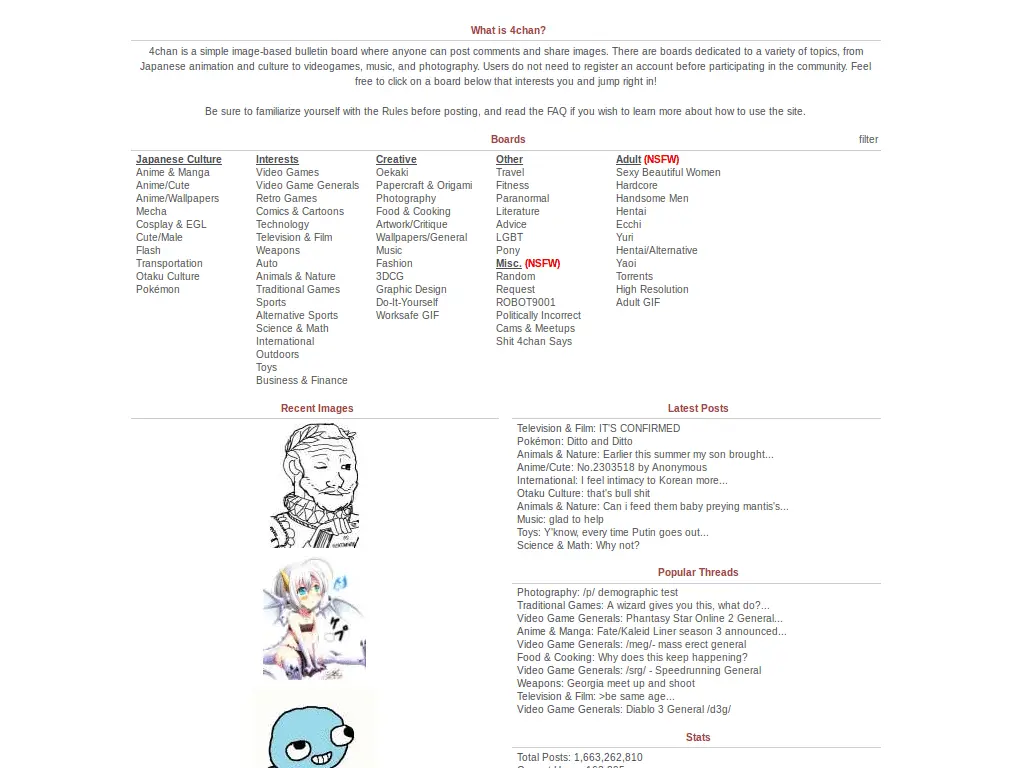 What is 4chan?
4chan is a simple image-based bulletin board where anyone can post comments and share images. There are boards dedicated to a variety of topics, from
Japanese animation and culture to videogames, music, and photography. Users do not need to register an account before participating in the community. Feel
free to click on a board below that interests you and jump right in!
Be sure to familiarize yourself with the Rules before posting, and read the FAQ if you wish to learn more about how to use the site.
Boards
filter
Japanese Culture
Anime & Manga
Anime/Cute
Anime/Wallpapers
Mecha
Cosplay & EGL
Cute/Male
Flash
Transportation
Otaku Culture
Pokémon
Interests
Video Games
Video Game Generals
Retro Games
Comics & Cartoons
Technology
Television & Film
Weapons
Auto
Animals & Nature
Traditional Games
Sports
Alternative Sports
Science & Math
International
Outdoors
Toys
Business & Finance
Creative
Oekaki
Papercraft & Origami
Photography
Food & Cooking
Artwork/Critique
Wallpapers/General
Music
Fashion
3DCG
Graphic Design
Do-It-Yourself
Worksafe GIF
Other
Travel
Fitness
Paranormal
Literature
Advice
LGBT
Pony
Misc. (NSFW)
Random
Request
ROBOT9001
Politically Incorrect
Cams & Meetups
Shit 4chan Says
Adult (NSFW)
Sexy Beautiful Women
Hardcore
Handsome Men
Hentai
Ecchi
Yuri
Hentai/Alternative
Yaoi
Torrents
High Resolution
Adult GIF
Recent Images
Latest Posts
Television & Film: IT'S CONFIRMED
Pokémon: Ditto and Ditto
Animals & Nature: Earlier this summer my son brought...
Anime/Cute: No.2303518 by Anonymous
International: I feel intimacy to Korean more...
Otaku Culture: that's bull shit
Animals & Nature: Can i feed them baby preying mantis's...
Music: glad to help
Toys: Y'know, every time Putin goes out...
Science & Math: Why not?
Popular Threads
Photography: /p/ demographic test
Traditional Games: A wizard gives you this, what do?...
Video Game Generals: Phantasy Star Online 2 General...
Anime & Manga: Fate/Kaleid Liner season 3 announced...
Video Game Generals: /meg/- mass erect general
Food & Cooking: Why does this keep happening?
Video Game Generals: /srg/ - Speedrunning General
Weapons: Georgia meet up and shoot
Television & Film: >be same age...
Video Game Generals: Diablo 3 General /d3g/
Stats
Total Posts: 1,663,262,810